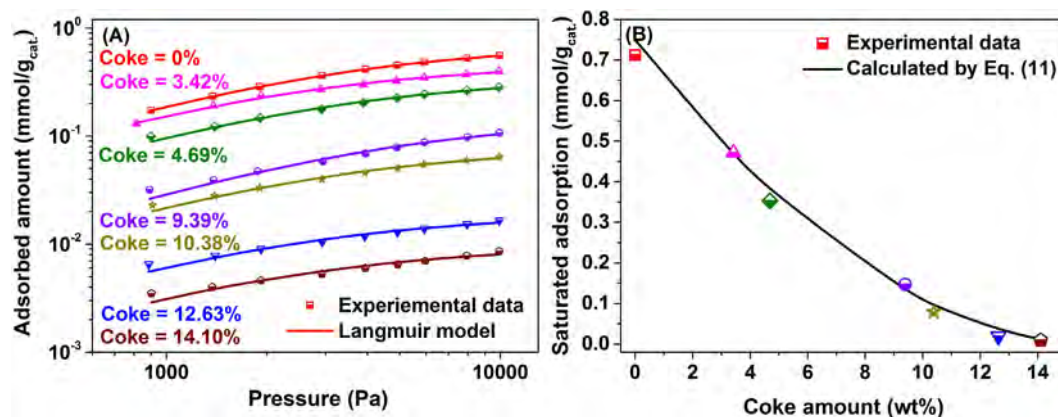 (A)
Coke = 0%
Coke = 3.42%
Coke = 4.69%
Coke = 9.39%
Coke = 10.38%
Coke = 12.63%
Coke = 14.10%
Experiemental data
Langmuir model
10⁰
10⁻¹
10⁻²
10⁻³
Adsorbed amount (mmol/gcat.)
1000
10000
Pressure (Pa)
(B)
Experimental data
Calculated by Eq. (11)
0.8
0.7
0.6
0.5
0.4
0.3
0.2
0.1
0.0
Saturated adsorption (mmol/gcat.)
0 2 4 6 8 10 12 14
Coke amount (wt%)